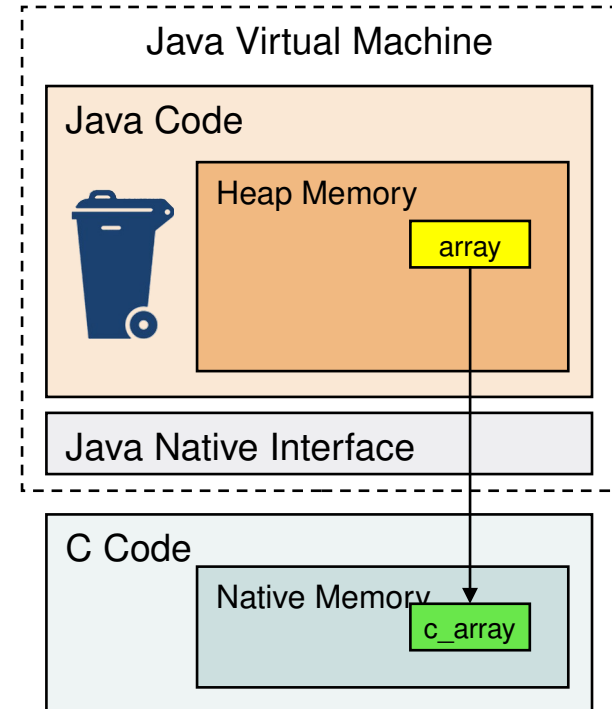 Java Virtual Machine
Java Code
Heap Memory
array
Java Native Interface
C Code
Native Memory
c_array